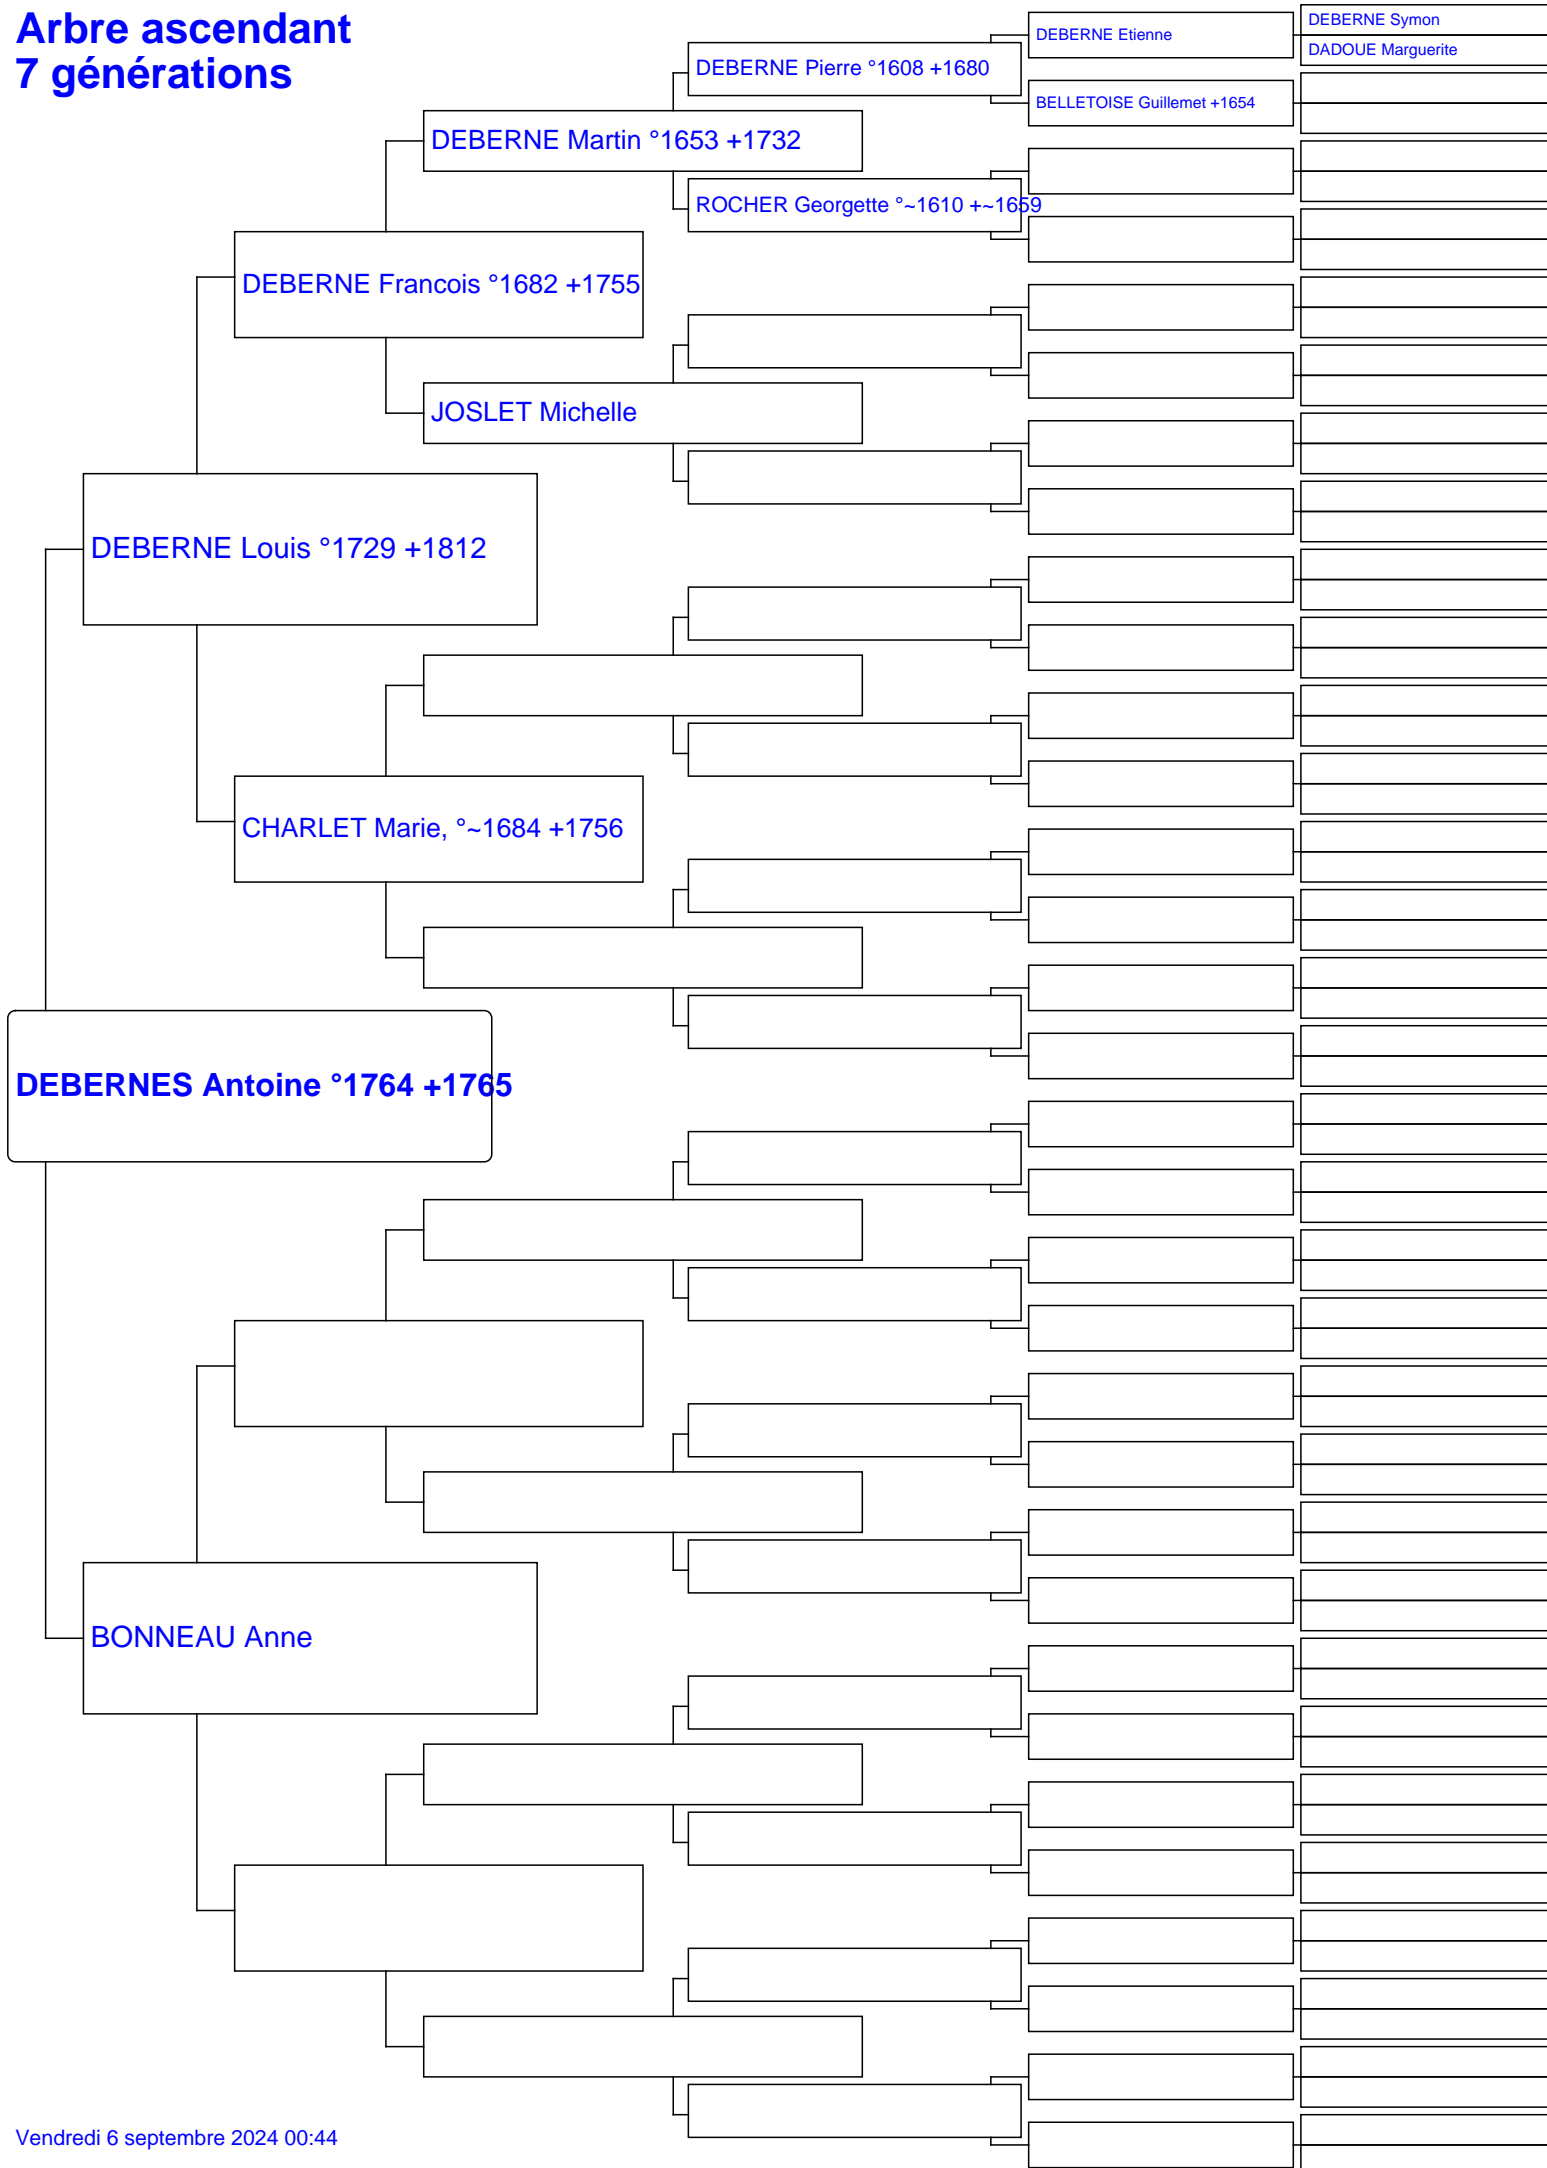 Arbre ascendant
7 générations
DEBERNE Symon
DEBERNE Etienne
DADOUE Marguerite
DEBERNE Pierre °1608 +1680
BELLETOISE Guillemet +1654
DEBERNE Martin °1653 +1732
ROCHER Georgette °~1610 +~1659
DEBERNE Francois °1682 +1755
JOSLET Michelle
DEBERNE Louis °1729 +1812
CHARLET Marie, °~1684 +1756
DEBERNES Antoine °1764 +1765
BONNEAU Anne
Vendredi 6 septembre 2024 00:44